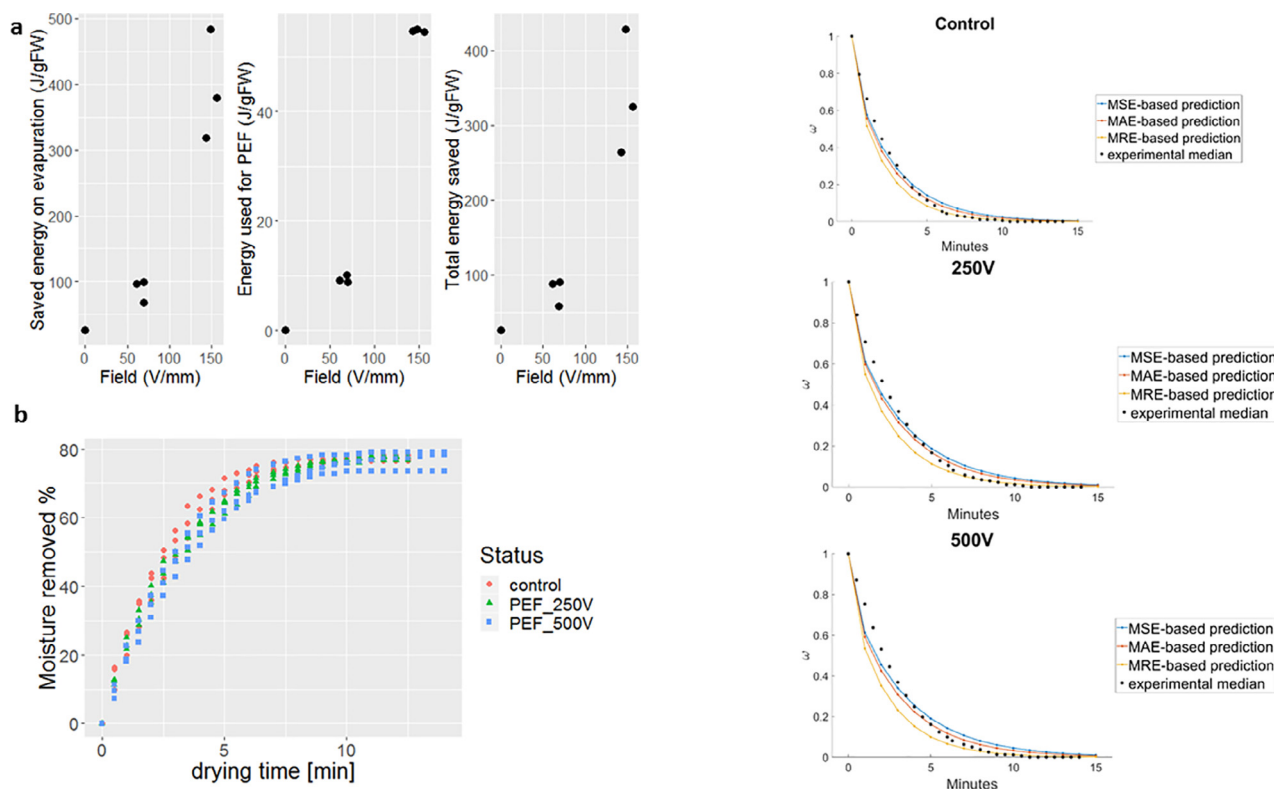 a
Saved energy on evapuration (J/gFW)
500
400
300
200
100
0
50
100
150
Field (V/mm)
Energy used for PEF (J/gFW)
40
20
0
0
50
100
150
Field (V/mm)
Total energy saved (J/gFW)
400
300
200
100
0
50
100
150
Field (V/mm)
b
Moisture removed %
80
60
40
20
0
0
5
10
drying time [min]
Status
control
PEF_250V
PEF_500V
Control
ω
1
0.8
0.6
0.4
0.2
0
0
5
10
15
Minutes
MSE-based prediction
MAE-based prediction
MRE-based prediction
experimental median
250V
ω
1
0.8
0.6
0.4
0.2
0
0
5
10
15
Minutes
MSE-based prediction
MAE-based prediction
MRE-based prediction
experimental median
500V
ω
1
0.8
0.6
0.4
0.2
0
0
5
10
15
Minutes
MSE-based prediction
MAE-based prediction
MRE-based prediction
experimental median